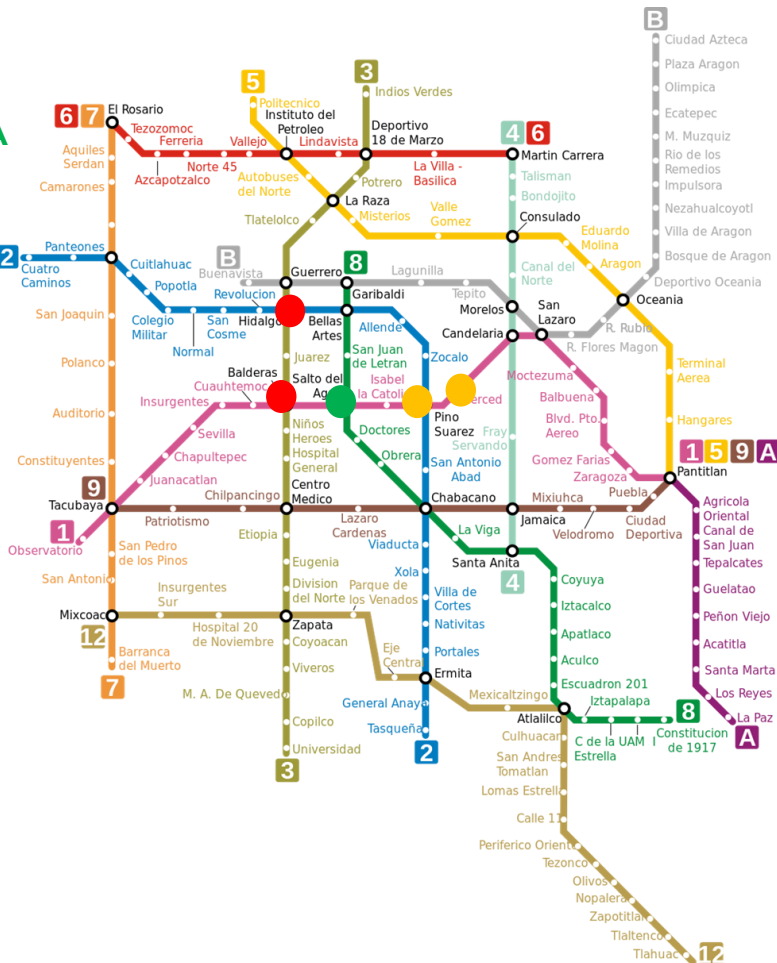 B
Ciudad Azteca
Plaza Aragon
Olimpica
Ecatepec
M. Muzquiz
Rio de los
Remedios
Impulsora
Nezahualcoyotl
Villa de Aragon
Bosque de Aragon
Deportivo Oceania
Oceania
R. Rubio
R. Flores Magon
3
Indios Verdes
5
Politecnico
Instituto del
Petroleo
Deportivo
18 de Marzo
6 7
El Rosario
Tezozomoc
Ferreria
Vallejo
Lindavista
Azcapotzalco
Norte 45
La Villa -
Basilica
4 6
Martin Carrera
Talisman
Bondojito
Consulado
Canal del
Norte
Aquiles
Serdan
Camarones
Autobuses
del Norte
Potrero
La Raza
Misterios
Valle
Gomez
Eduardo
Molina
Aragon
Tlatelolco
2
Panteones
Cuatro
Caminos
Cuitlahuac
Popotla
Colegio
Militar
Normal
San
Cosme
Revolucion
Hidalgo
B
Buenavista
Guerrero
8
Garibaldi
Lagunilla
Tepito
Morelos
San
Lazaro
Candelaria
Bellas
Artes
Allende
Zocalo
San Joaquin
Polanco
Auditorio
Constituyentes
Juarez
San Juan
de Letran
Balderas
Cuauhtemoc
Insurgentes
Salto del
Isabel
Pino
Suarez
Sevilla
Chapultepec
Juanacatlan
Niños
Heroes
Hospital
General
Doctores
Obrera
San Antonio
Abad
Fray
Servando
Moctezuma
Balbuena
Blvd. Pto.
Aereo
Gomez Farias
Zaragoza
Terminal
Aerea
Hangares
1 5 9 A
Pantitlan
9
Tacubaya
1
Observatorio
Patriotismo
Chilpancingo
Centro
Medico
Lazaro
Cardenas
Chabacano
Jamaica
Mixiuhca
Velodromo
Ciudad
Deportiva
Puebla
Agricola
Oriental
Canal de
San Juan
Tepalcates
Guelatao
Peñon Viejo
Acatitla
Santa Marta
Los Reyes
La Paz
A
Etiopia
Eugenia
Division
del Norte
Zapata
Coyoacan
Viveros
M. A. De Quevedo
Copilco
Universidad
3
San Pedro
de los Pinos
San Antonio
Mixcoac
12
Barranca
del Muerto
7
Insurgentes
Sur
Hospital 20
de Noviembre
Parque de
los Venados
Eje
Central
Viaducta
Xola
Villa de
Cortes
Nativitas
Portales
Ermita
General Anaya
Tasqueña
2
La Viga
Santa Anita
4
Coyuya
Iztacalco
Apatlaco
Aculco
Escuadron 201
Mexicaltzingo
Atlalilco
Iztapalapa
8
C de la
Estrella
UAM I
Constitucion
de 1917
Culhuacan
San Andres
Tomatlan
Lomas Estrella
Calle 11
Periferico Oriente
Tezonco
Olivos
Nopalera
Zapotitlan
Tlaltenco
Tlahuac
12